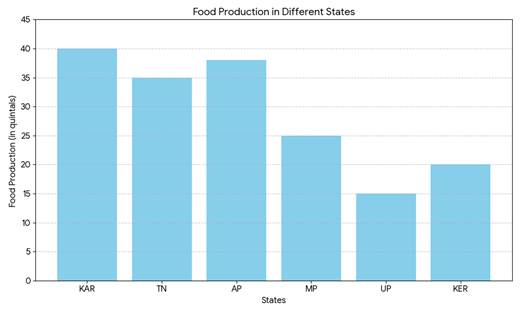 Food Production in Different States
45
40
35
30
25
20
15
10
5
0
Food Production (in quintals)
KAR TN AP MP UP KER
States